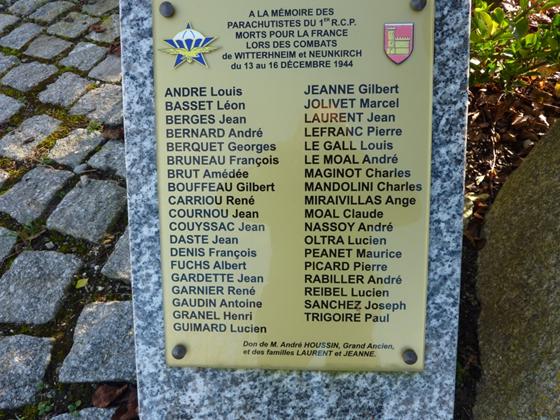 A LA MÉMOIRE DES
PARACHUTISTES DU 1ER R.C.P.
MORTS POUR LA FRANCE
LORS DES COMBATS
de WITTERNHEIM et NEUNKIRCH
du 13 au 16 DÉCEMBRE 1944
ANDRE Louis
BASSET Léon
BERGES Jean
BERNARD André
BERQUET Georges
BRUNEAU François
BRUT Amédée
BOUFFEAU Gilbert
CARRIOU René
COURNOU Jean
COUYSSAC Jean
DASTE Jean
DENIS François
FUCHS Albert
GARDETTE Jean
GARNIER René
GAUDIN Antoine
GRANEL Henri
GUIMARD Lucien
JEANNE Gilbert
JOLIVET Marcel
LAURENT Jean
LEFRANC Pierre
LE GALL Louis
LE MOAL André
MAGINOT Charles
MANDOLINI Charles
MIRAIVILLAS Ange
MOAL Claude
NASSOY André
OLTRA Lucien
PEANET Maurice
PICARD Pierre
RABILLER André
REIBEL Lucien
SANCHEZ Joseph
TRIGOIRÉ Paul
Don de M. André HOUSSIN, Grand Ancien,
et des familles LAURENT et JEANNE.